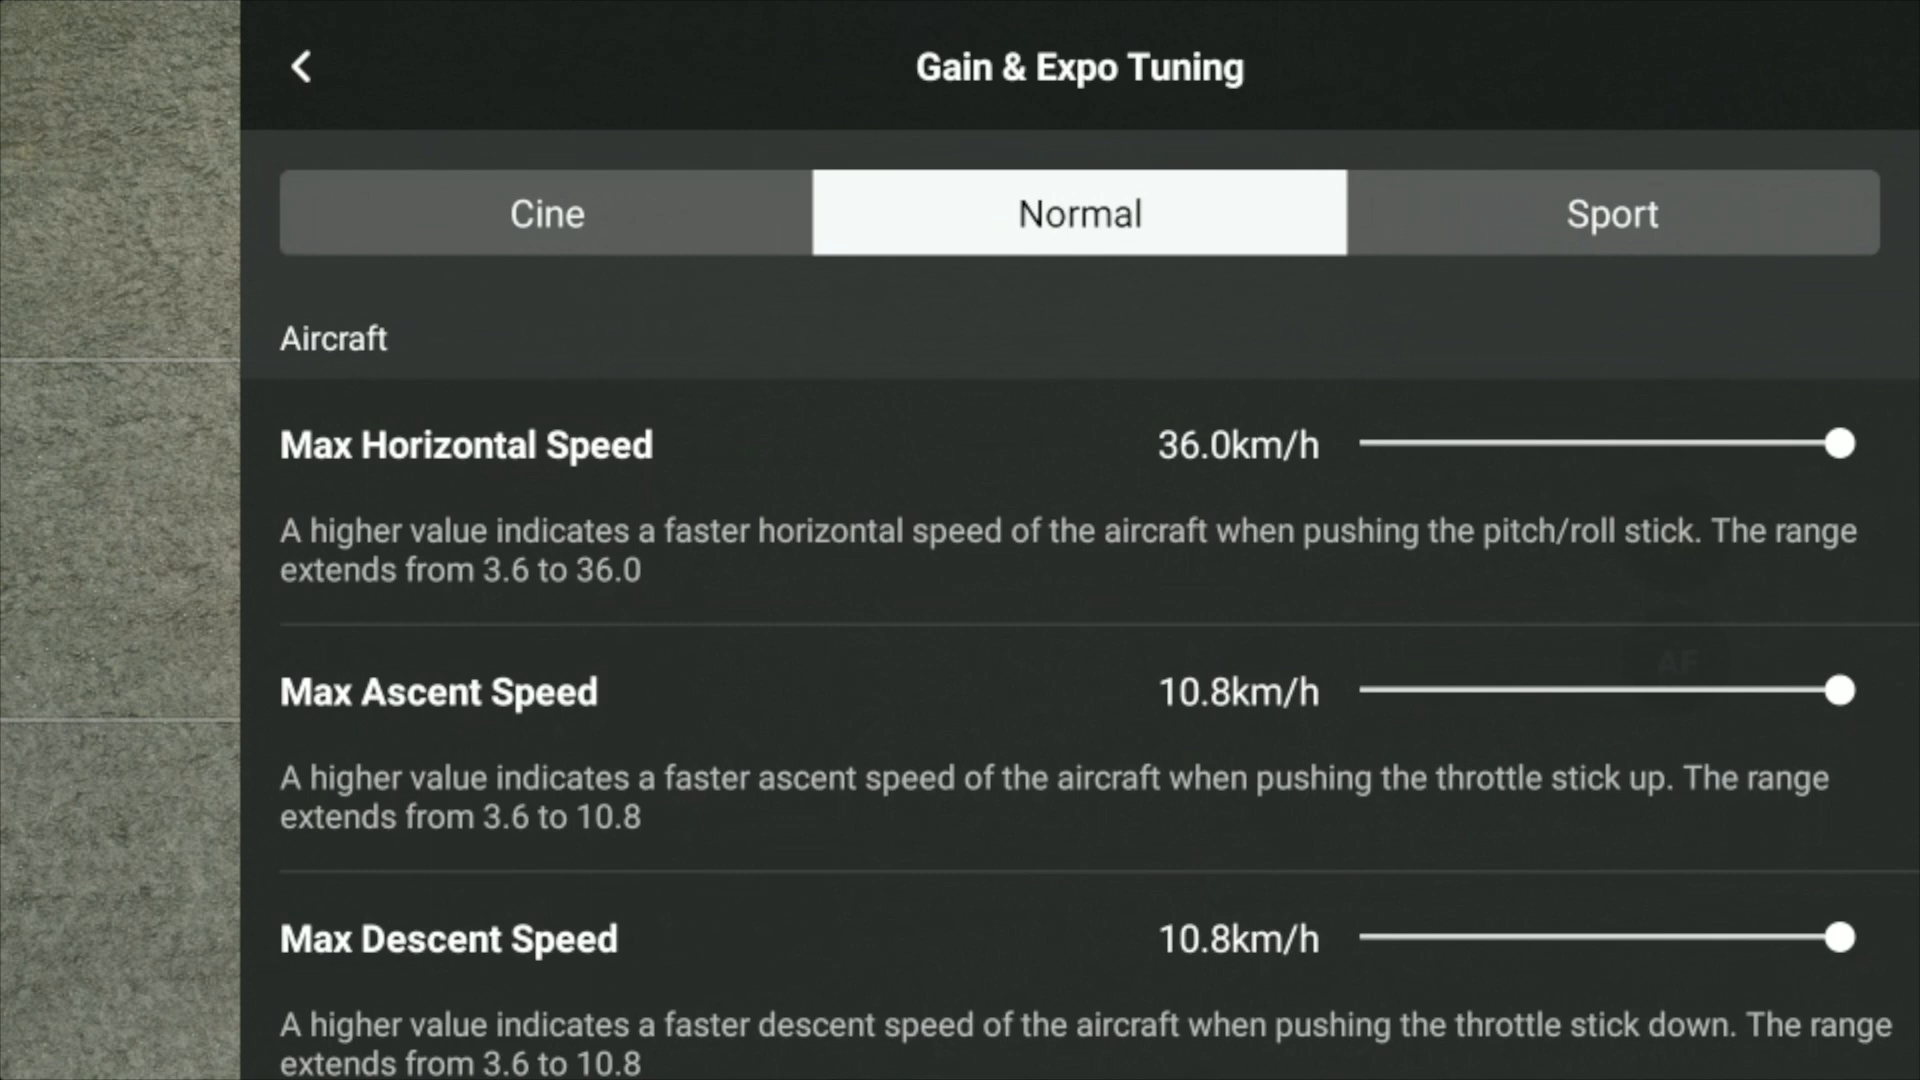 Gain & Expo Tuning
Cine
Normal
Sport
Aircraft
Max Horizontal Speed
36.0km/h
A higher value indicates a faster horizontal speed of the aircraft when pushing the pitch/roll stick. The range
extends from 3.6 to 36.0
AF
Max Ascent Speed
10.8km/h
A higher value indicates a faster ascent speed of the aircraft when pushing the throttle stick up. The range
extends from 3.6 to 10.8
Max Descent Speed
10.8km/h
A higher value indicates a faster descent speed of the aircraft when pushing the throttle stick down. The range
extends from 3.6 to 10.8